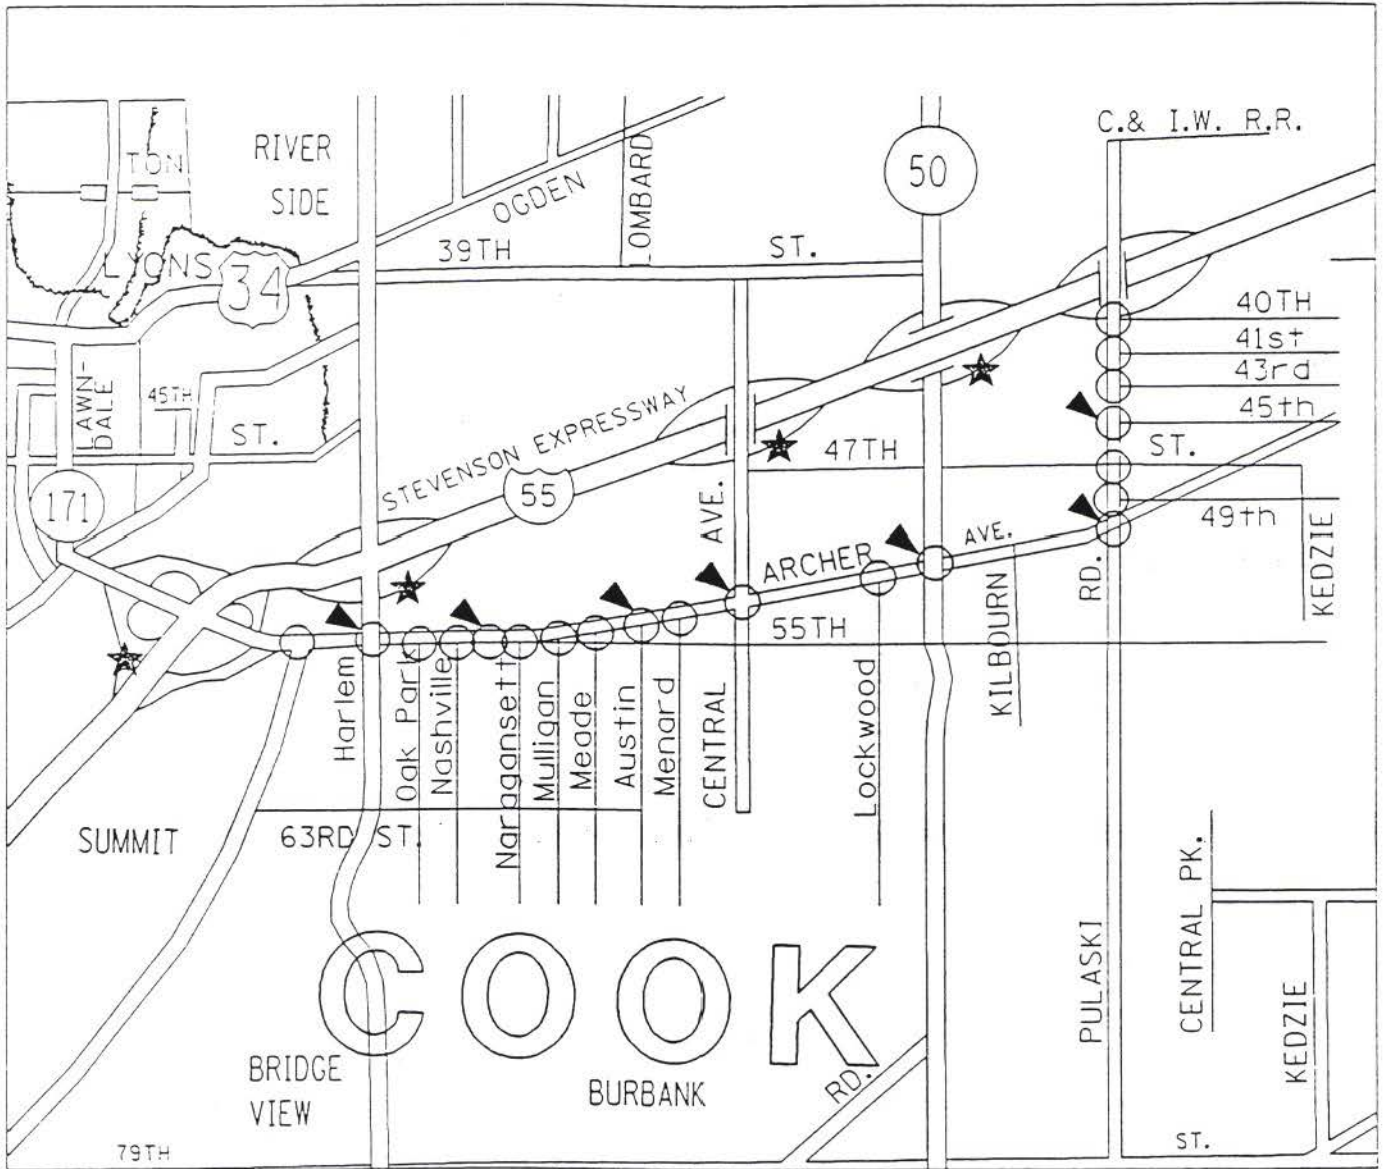 C.& I.W. R.R.
RIVER
SIDE
TON
LOMBARD
50
OGDEN
39TH
ST.
LYONS
34
40TH
41st
43rd
45th
LAWN-
DALE
45TH
ST.
STEVENSON EXPRESSWAY
55
47TH
ST.
171
49th
AVE.
AVE.
ARCHER
KILBOURN
RD.
KEDZIE
55TH
Harlem
Oak Park
Nashville
Naragansett
Mulligan
Meade
Austin
Menard
CENTRAL
Lockwood
SUMMIT
63RD ST.
PULASKI
CENTRAL PK.
KEDZIE
COOK
BRIDGE
VIEW
BURBANK
RD.
79TH
ST.